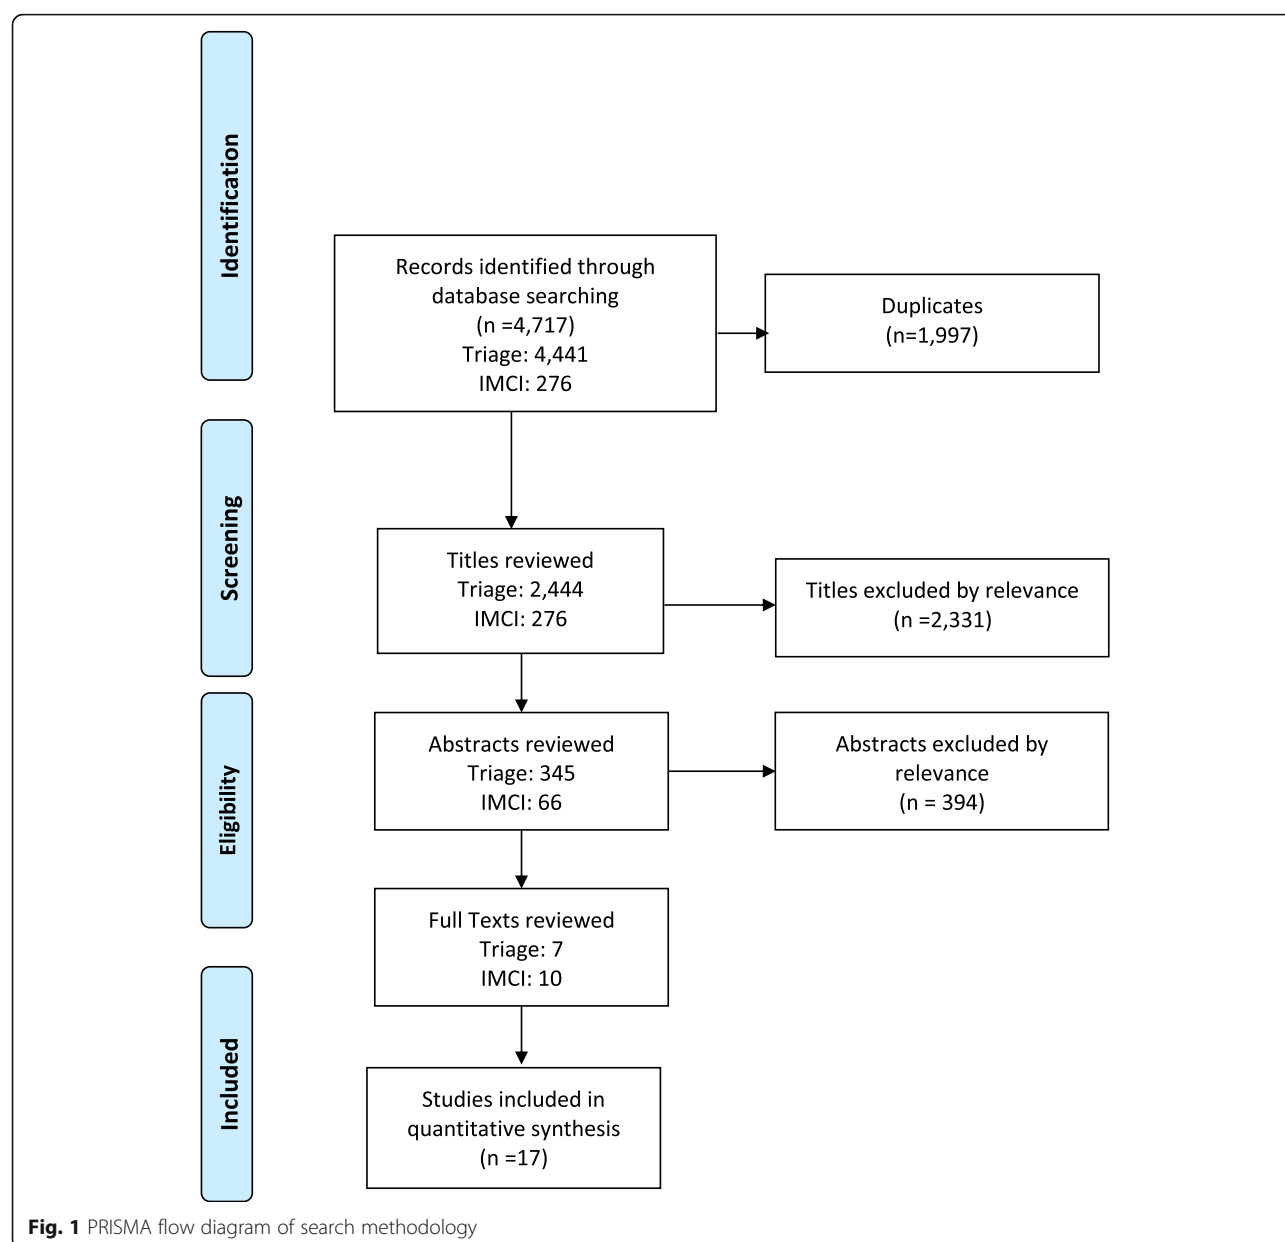 Identification
Records identified through
database searching
(n =4,717)
Triage: 4,441
IMCI: 276
Duplicates
(n=1,997)
Screening
Titles reviewed
Triage: 2,444
IMCI: 276
Titles excluded by relevance
(n =2,331)
Eligibility
Abstracts reviewed
Triage: 345
IMCI: 66
Abstracts excluded by
relevance
(n = 394)
Full Texts reviewed
Triage: 7
IMCI: 10
Included
Studies included in
quantitative synthesis
(n =17)
Fig. 1 PRISMA flow diagram of search methodology